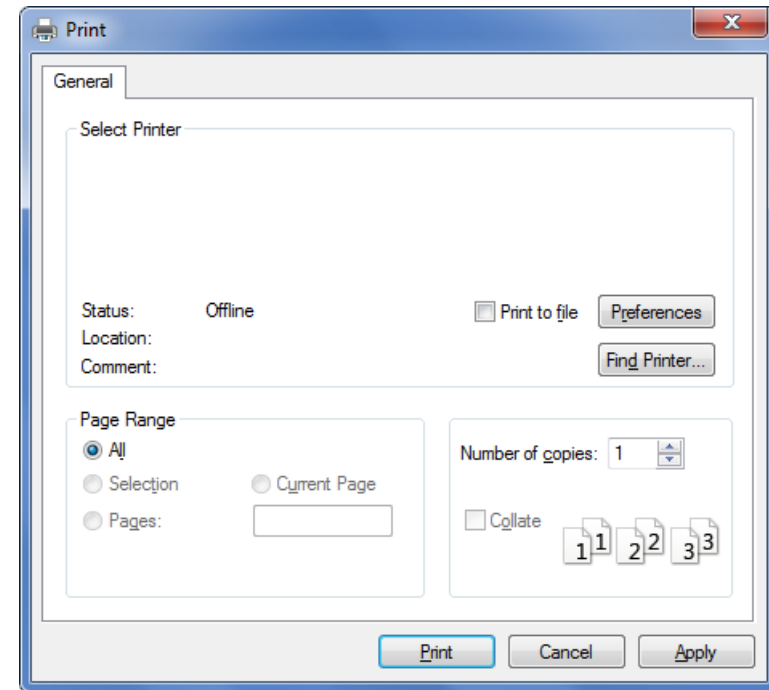 Print
General
Select Printer
Status: Offline
Print to file
Preferences
Location:
Comment:
Find Printer...
Page Range
All
Selection
Current Page
Pages:
Number of copies: 1
Collate
1 1 2 2 3 3
Print Cancel Apply